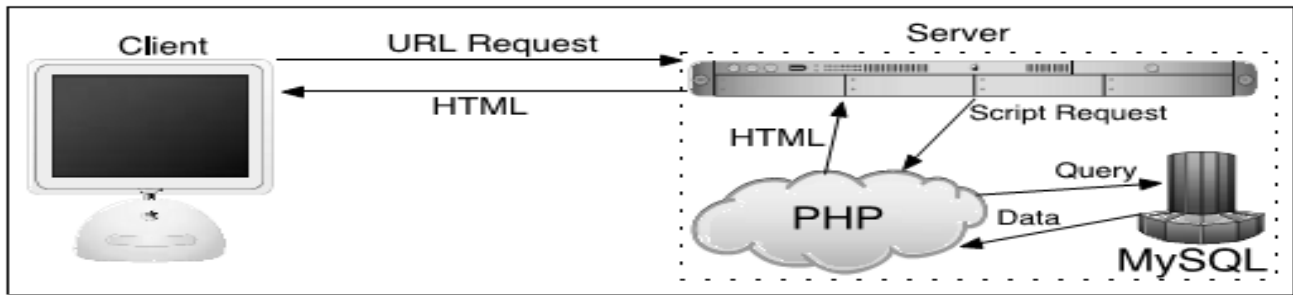 Client
URL Request
HTML
Server
Script Request
HTML
PHP
Query
Data
MySQL